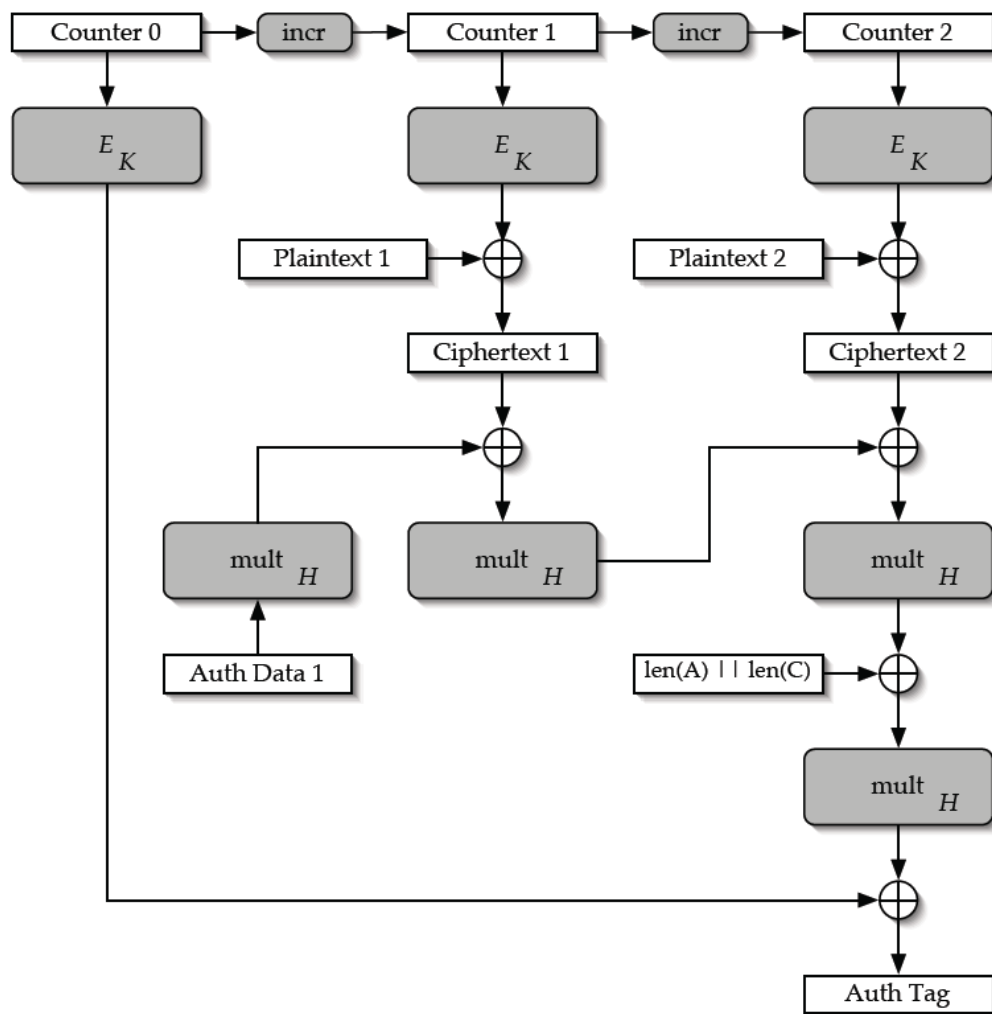 Counter 0
incr
Counter 1
incr
Counter 2
E K
E K
E K
Plaintext 1
Plaintext 2
Ciphertext 1
Ciphertext 2
mult H
mult H
mult H
Auth Data 1
len(A) || len(C)
mult H
Auth Tag